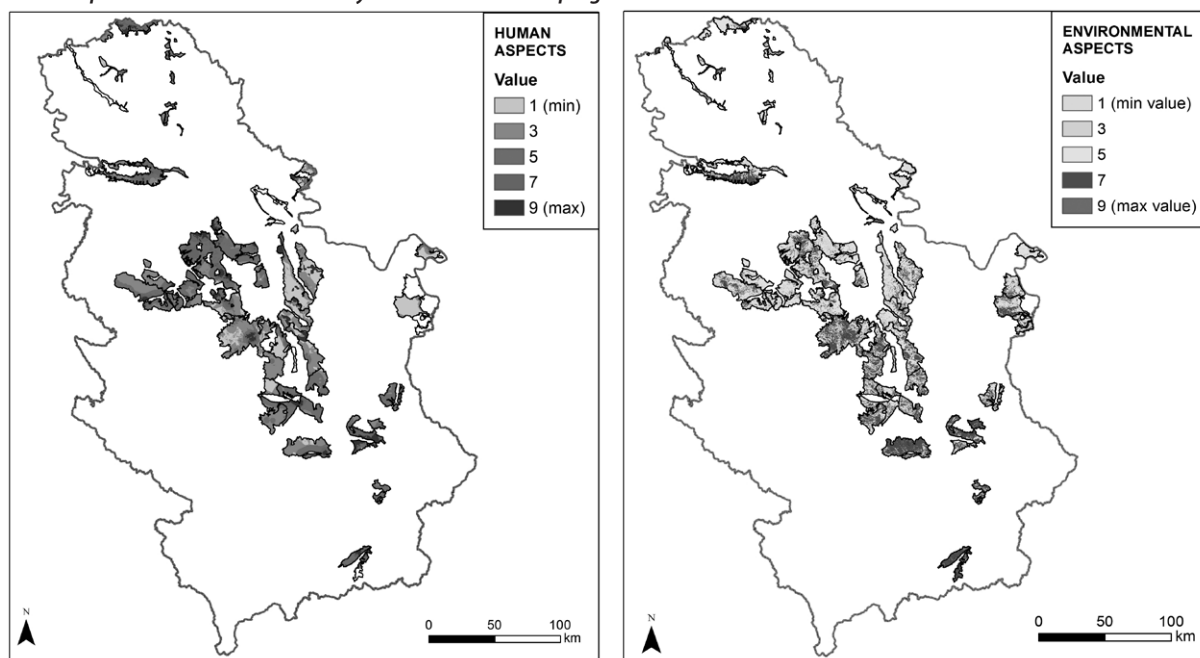 HUMAN
ASPECTS
Value
1 (min)
3
5
7
9 (max)
N
0 50 100
km
ENVIRONMENTAL
ASPECTS
Value
1 (min value)
3
5
7
9 (max value)
N
0 50 100
km